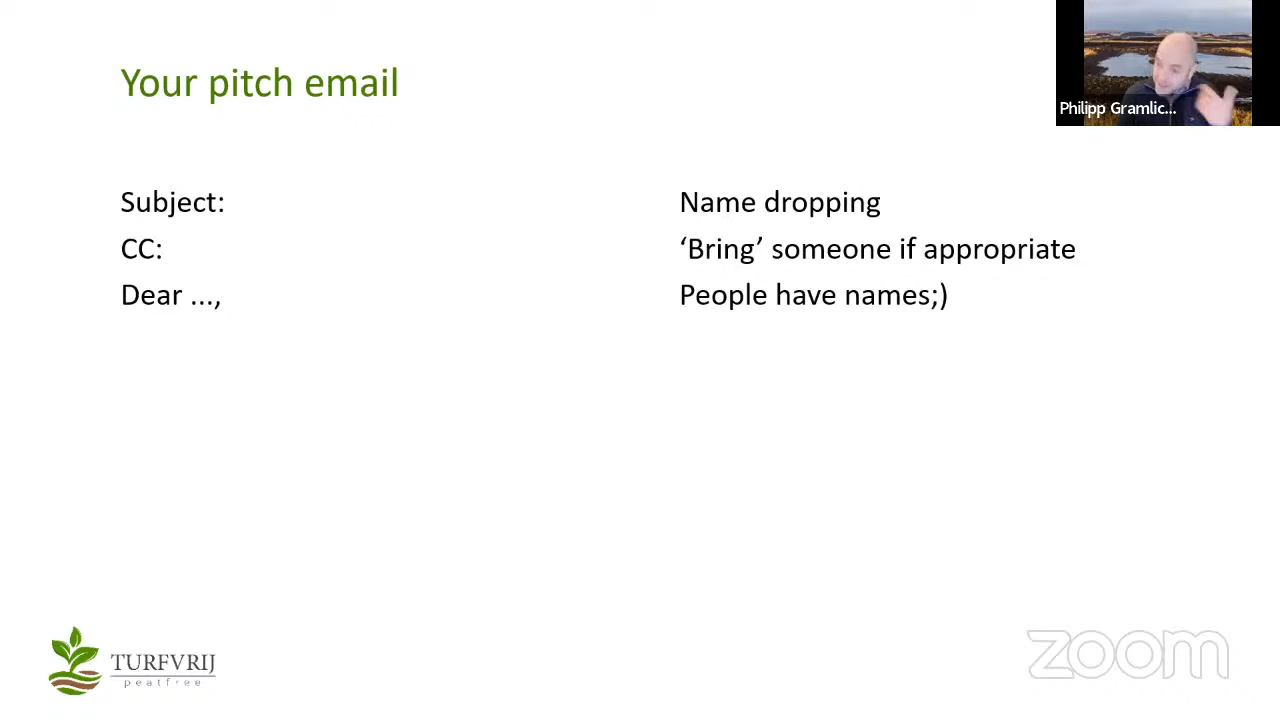 Your pitch email
Philipp Gramlic...
Subject:
Name dropping
CC:
‘Bring’ someone if appropriate
Dear ...,
People have names;)
TURFVRIJ
peatfree
zoom